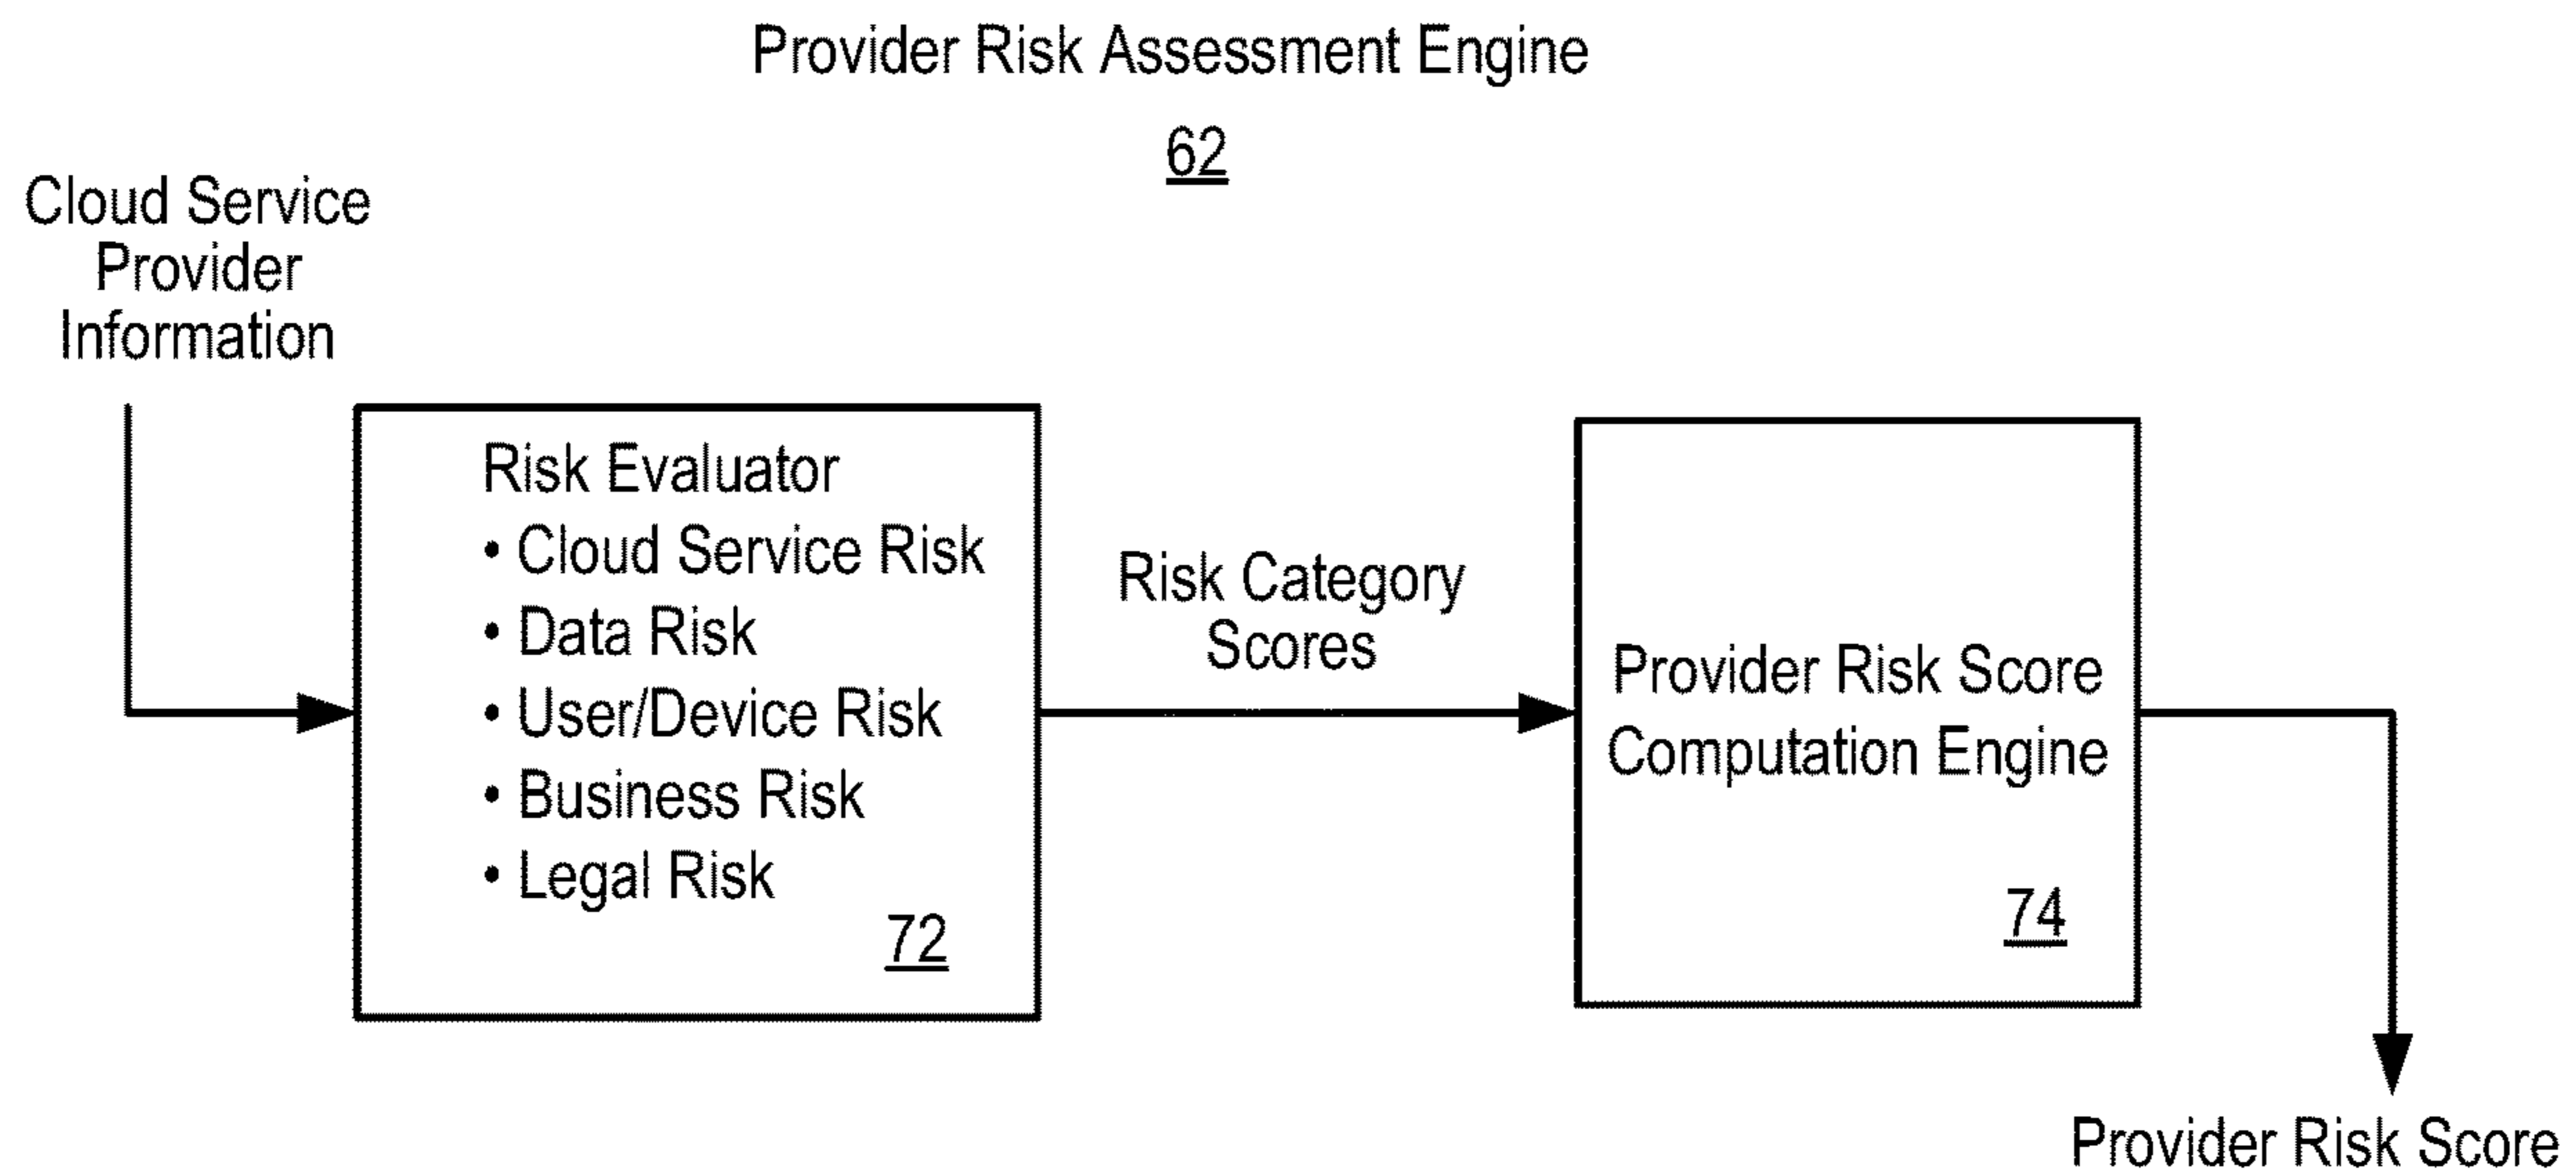 Provider Risk Assessment Engine
62
Cloud Service
Provider
Information
Risk Evaluator
• Cloud Service Risk
• Data Risk
• User/Device Risk
• Business Risk
• Legal Risk
72
Risk Category
Scores
Provider Risk Score
Computation Engine
74
Provider Risk Score